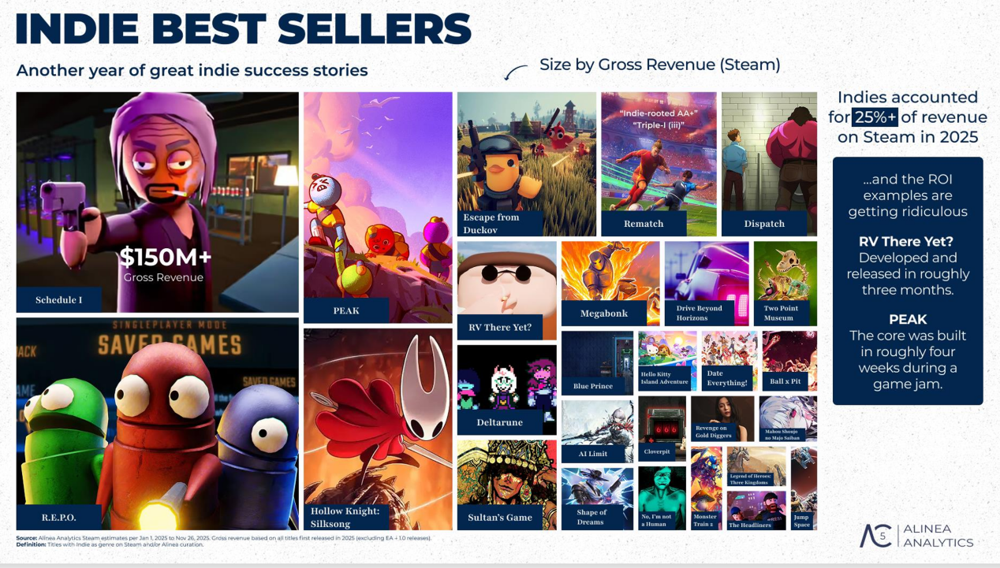 INDIE BEST SELLERS
Another year of great indie success stories
Size by Gross Revenue (Steam)
$150M+
Gross Revenue
Schedule I
PEAK
Escape from
Duckov
"Indie-rooted AA+"
"Triple-I (iii)"
Rematch
Dispatch
RV There Yet?
Megabonk
Drive Beyond
Horizons
Two Point
Museum
SINGLEPLAYER MODE
SAVED GAMES
SAVED GAMES
R.E.P.O.
Hollow Knight:
Silksong
Deltarune
Sultan's Game
Blue Prince
Hello Kitty
Island Adventure
Date
Everything!
Ball x Pit
AI Limit
Cloverpit
Revenge on
Gold Diggers
Mahou Shoujo
no Majo Saiban
Shape of
Dreams
No, I'm not
a Human
Monster
Train 2
Legend of Heroes:
Three Kingdoms
The Headliners
Jump
Space
Indies accounted
for 25%+ of revenue
on Steam in 2025
...and the ROI
examples are
getting ridiculous
RV There Yet?
Developed and
released in roughly
three months.
PEAK
The core was built
in roughly four
weeks during a
game jam.
Source: Alinea Analytics Steam estimates per Jan 1, 2025 to Nov 26, 2025. Gross revenue based on all titles first released in 2025 (excluding EA → 1.0 releases).
Definition: Titles with Indie as genre on Steam and/or Alinea curation.
5
ALINEA
ANALYTICS